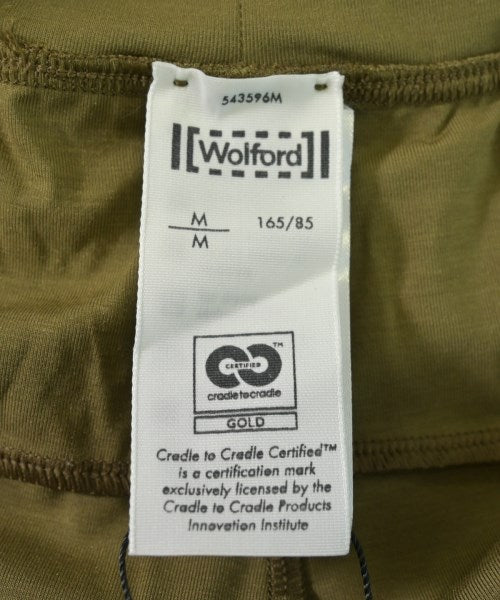 543596M
[Wolford]
M 165/85
M
CERTIFIED ™
cradletocradle
GOLD
Cradle to Cradle Certified™
is a certification mark
exclusively licensed by the
Cradle to Cradle Products
Innovation Institute